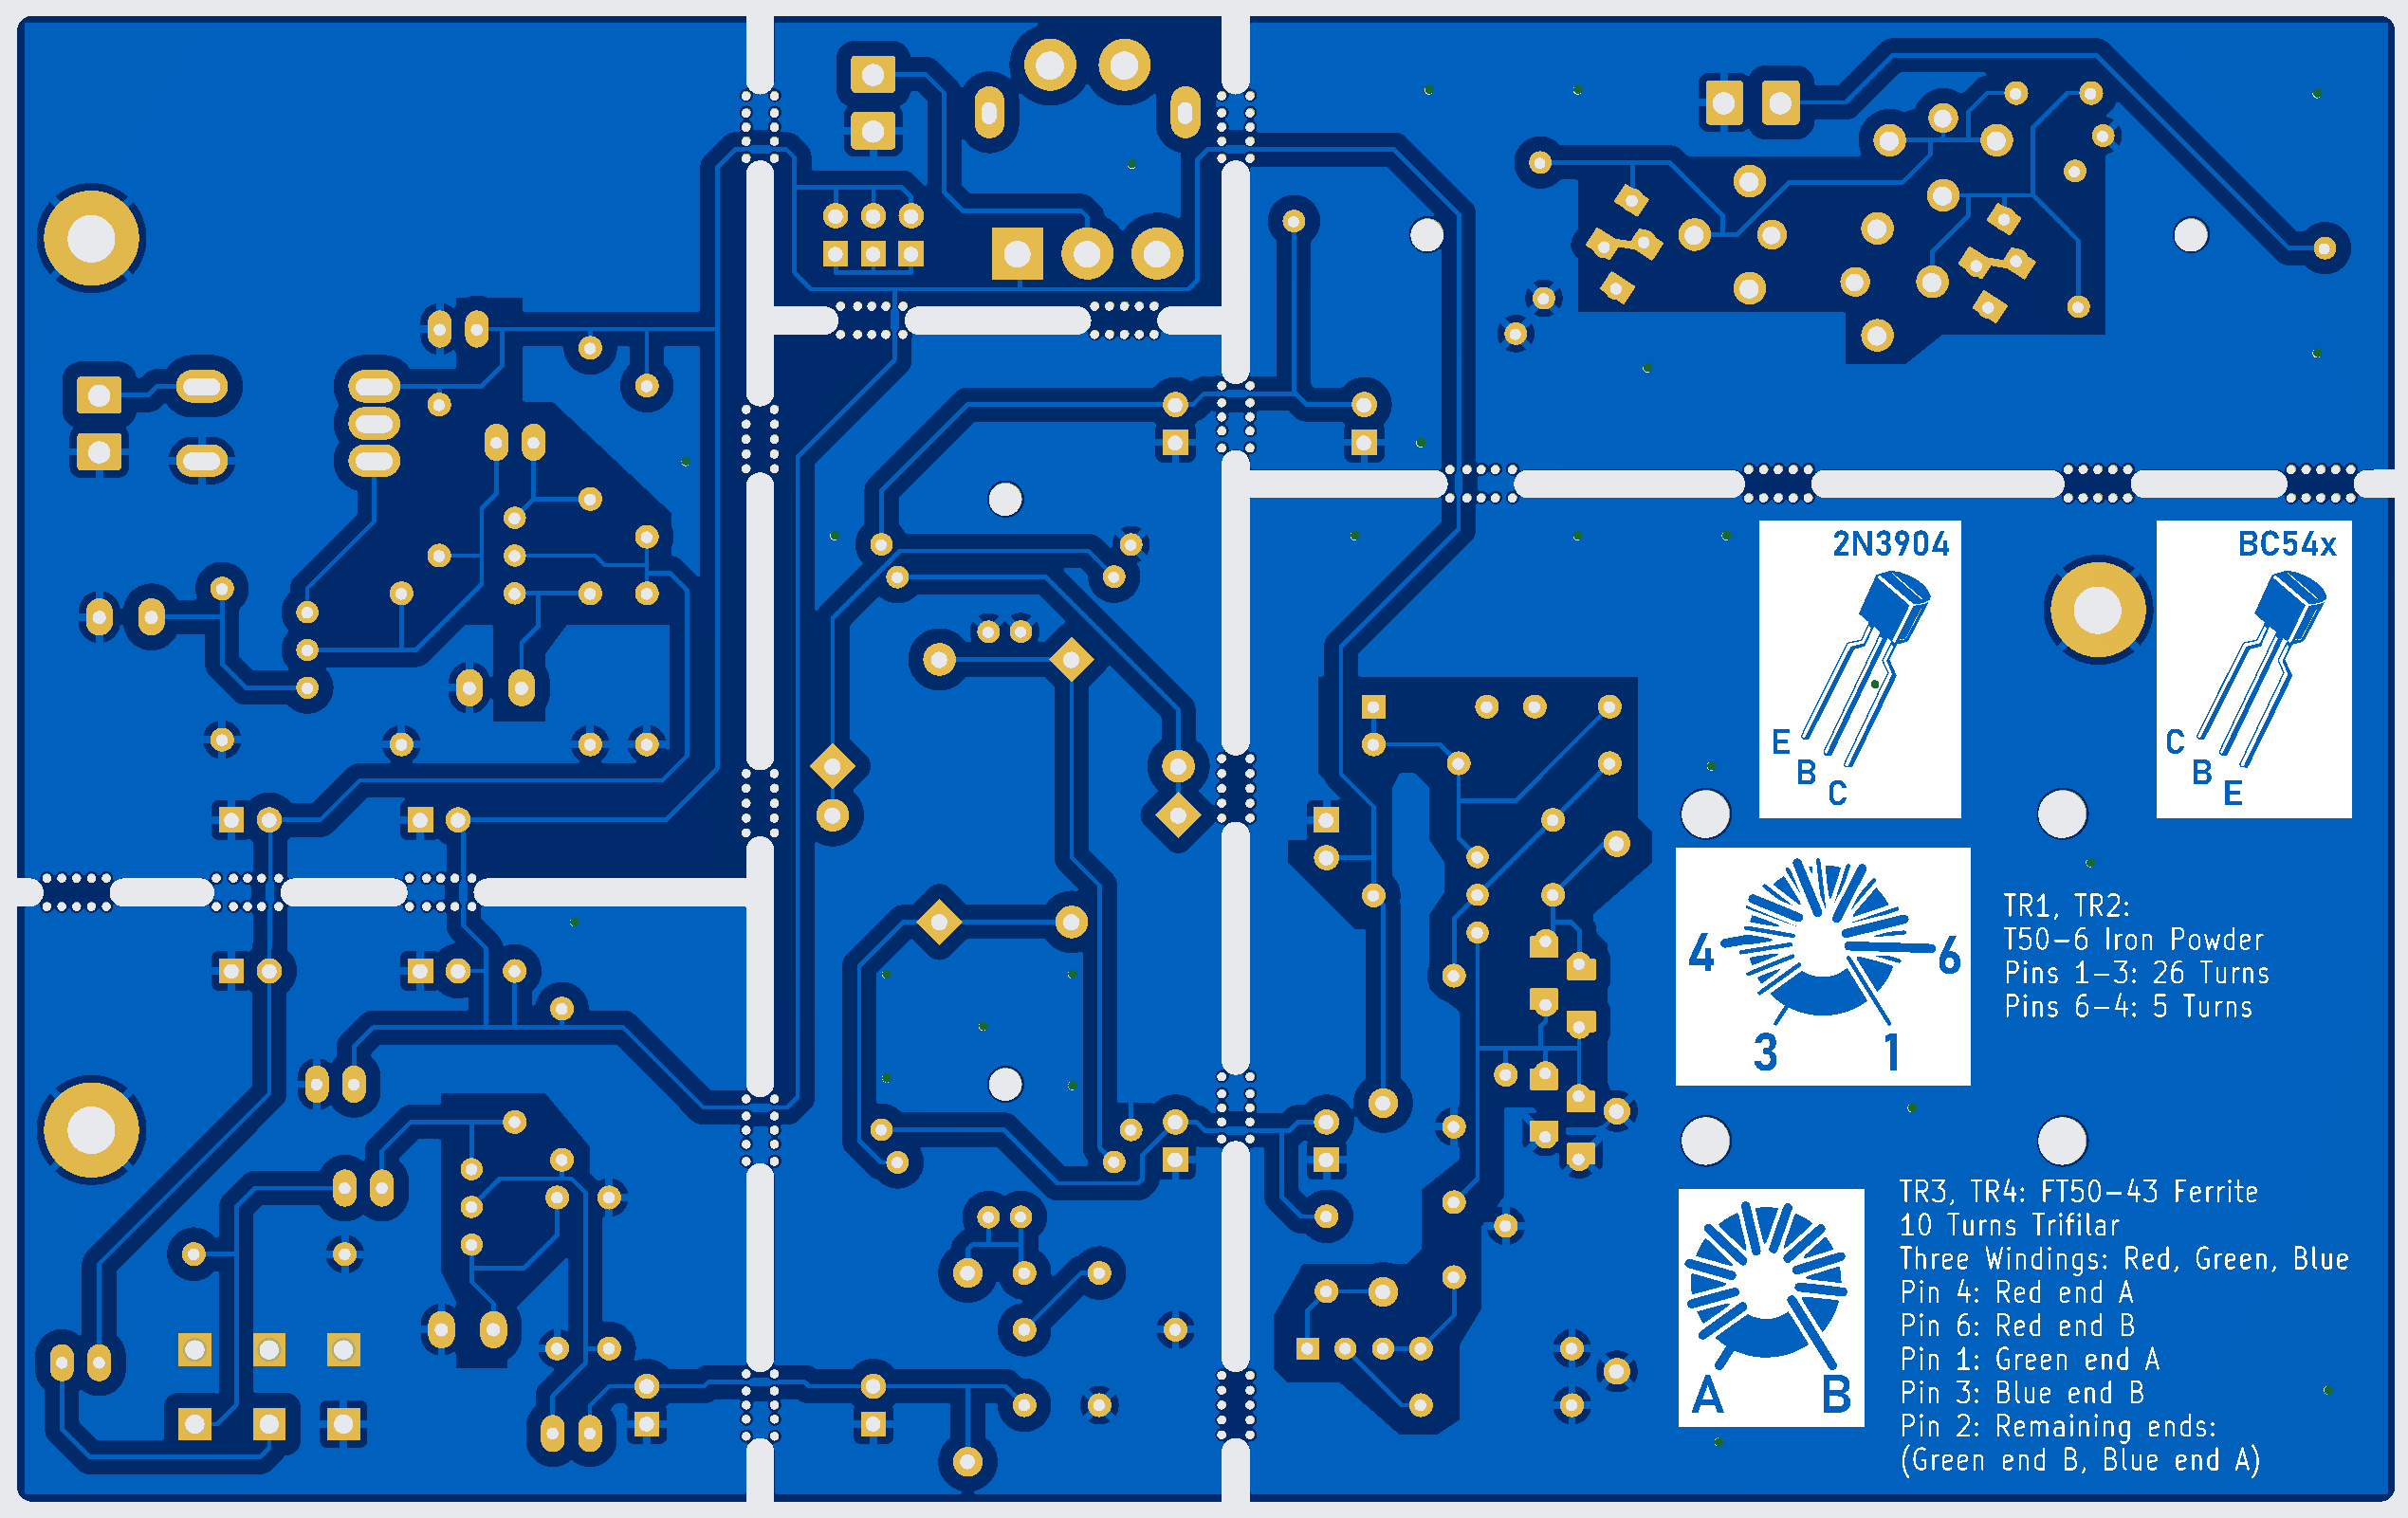 2N3904
E
B
C
BC54x
C
B
E
4
6
3
1
TR1, TR2:
T50-6 Iron Powder
Pins 1-3: 26 Turns
Pins 6-4: 5 Turns
A
B
TR3, TR4: FT50-43 Ferrite
10 Turns Trifilar
Three Windings: Red, Green, Blue
Pin 4: Red end A
Pin 6: Red end B
Pin 1: Green end A
Pin 3: Blue end B
Pin 2: Remaining ends:
(Green end B, Blue end A)